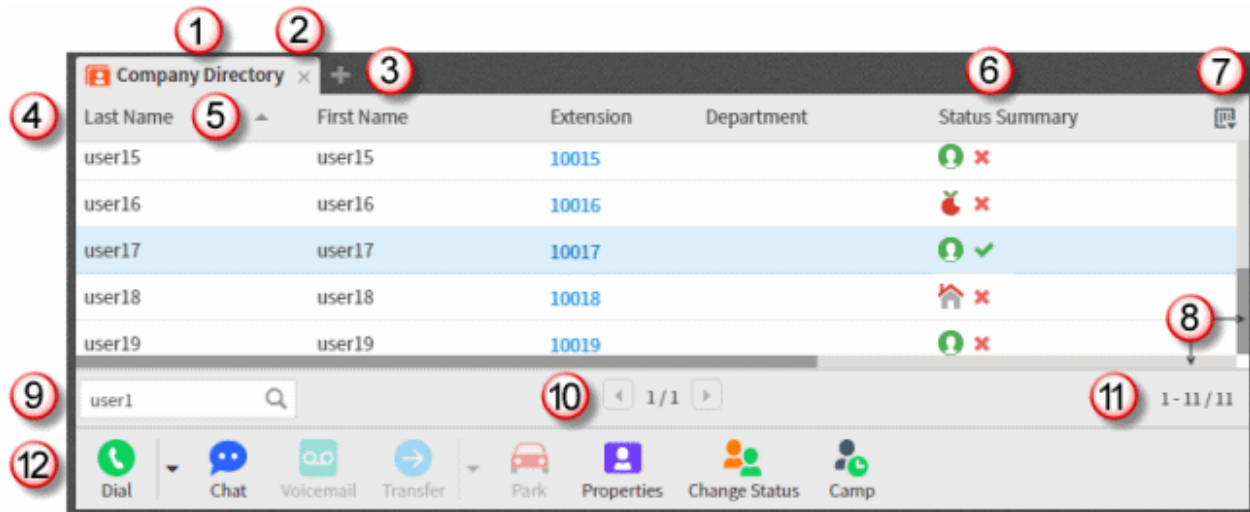 1 2
Company Directory 3 6 7
4 Last Name 5 First Name Extension Department Status Summary
user15 user15 10015
user16 user16 10016
user17 user17 10017
user18 user18 10018
8
user19 user19 10019
9 user1 10 1/1 11 1-11/11
12 Dial Chat Voicemail Transfer Park Properties Change Status Camp